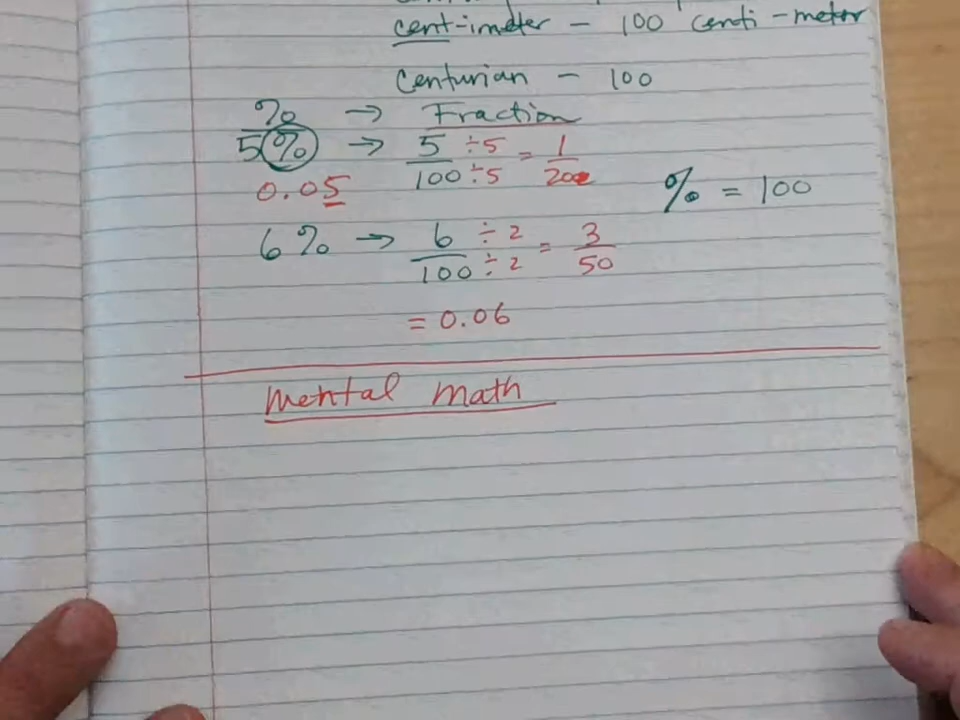 cent-imeter - 100 centi-meter
Centurian - 100
% → Fraction
5% → 5/100 ÷5/÷5 = 1/20
0.05
% = 100
6% → 6/100 ÷2/÷2 = 3/50
= 0.06
Mental math